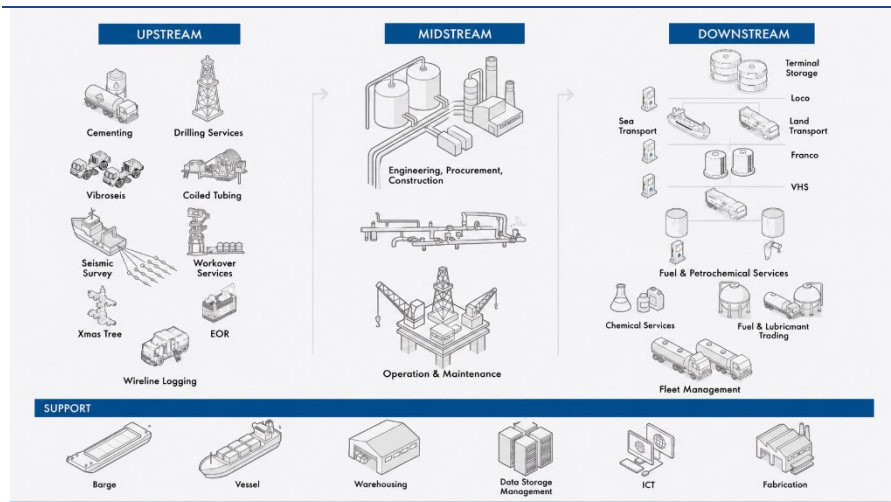 UPSTREAM
Cementing
Drilling Services
Vibroseis
Coiled Tubing
Seismic
Survey
Workover
Services
Xmas Tree
EOR
Wireline Logging
MIDSTREAM
Engineering, Procurement,
Construction
Operation & Maintenance
DOWNSTREAM
Terminal
Storage
Loco
Sea
Transport
Land
Transport
Franco
VHS
Fuel & Petrochemical Services
Chemical Services
Fuel & Lubricmant
Trading
Fleet Management
SUPPORT
Barge
Vessel
Warehousing
Data Storage
Management
ICT
Fabrication